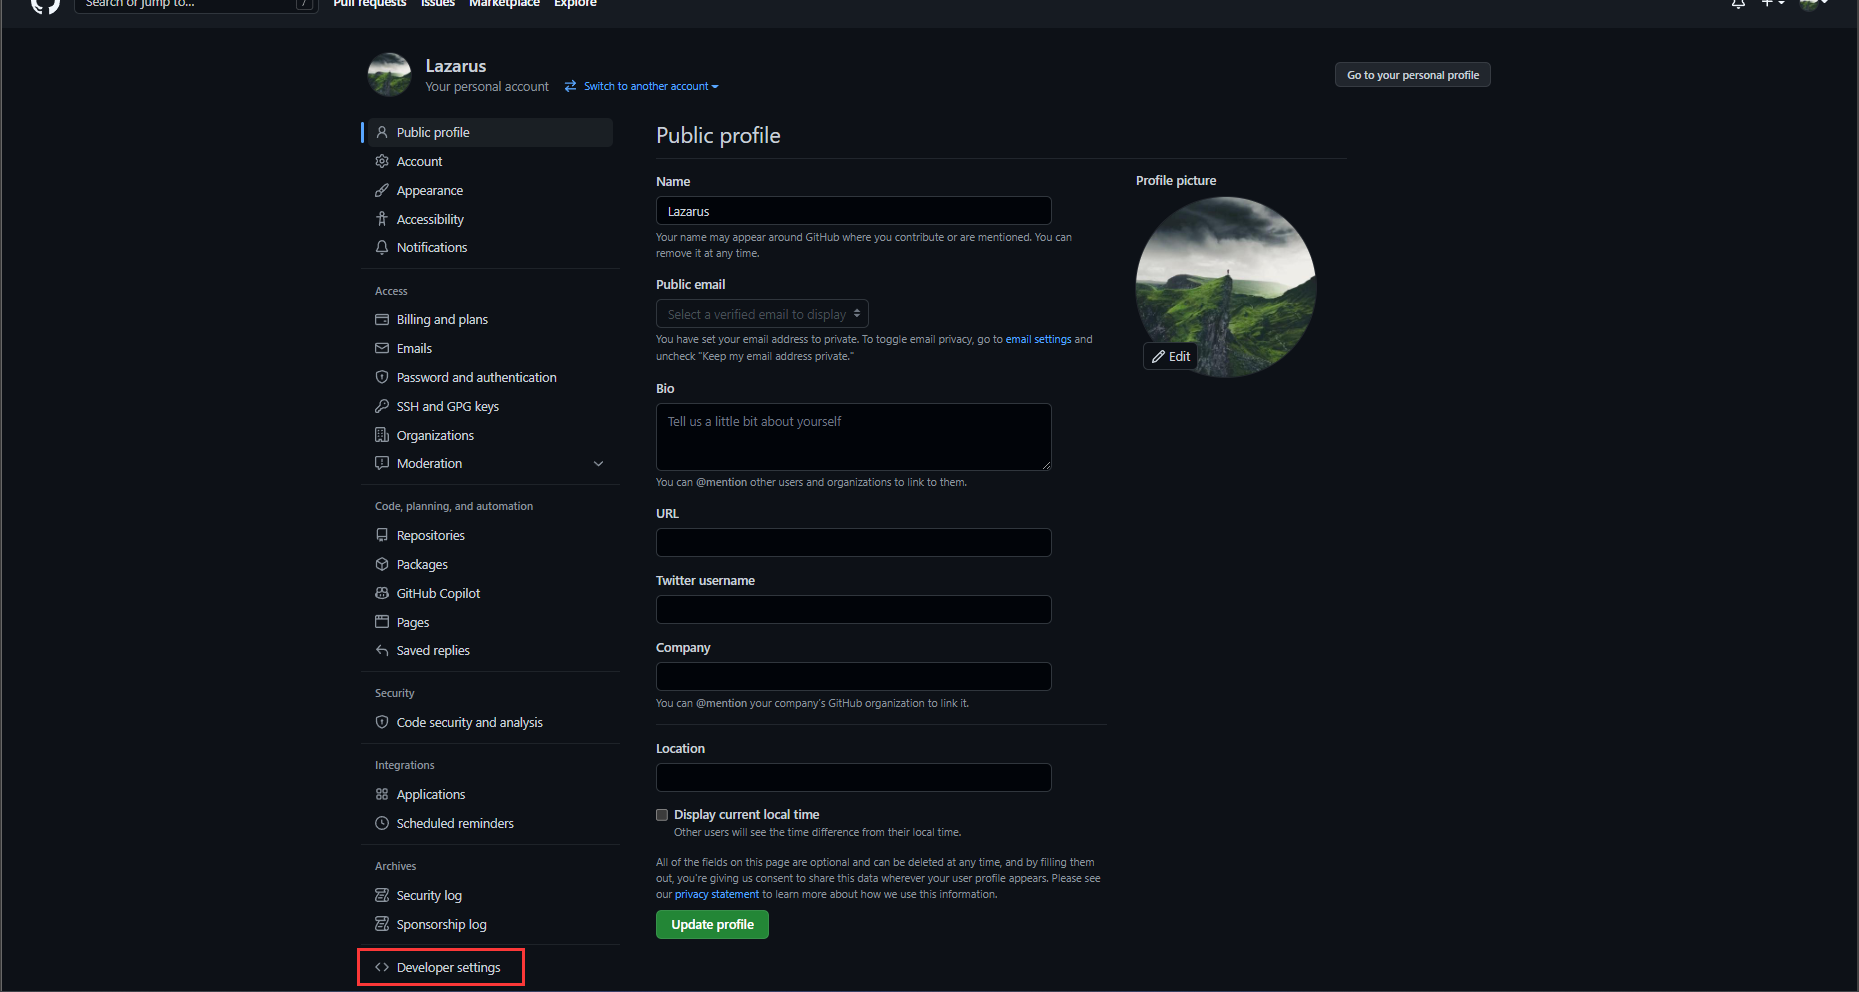 Search or jump to...
/
Pull requests
Issues
Marketplace
Explore
Lazarus
Your personal account
Switch to another account
Go to your personal profile
Public profile
Account
Appearance
Accessibility
Notifications
Access
Billing and plans
Emails
Password and authentication
SSH and GPG keys
Organizations
Moderation
Code, planning, and automation
Repositories
Packages
GitHub Copilot
Pages
Saved replies
Security
Code security and analysis
Integrations
Applications
Scheduled reminders
Archives
Security log
Sponsorship log
Developer settings
Public profile
Name
Lazarus
Your name may appear around GitHub where you contribute or are mentioned. You can
remove it at any time.
Public email
Select a verified email to display
You have set your email address to private. To toggle email privacy, go to email settings and
uncheck "Keep my email address private."
Bio
Tell us a little bit about yourself
You can @mention other users and organizations to link to them.
URL
Twitter username
Company
You can @mention your company's GitHub organization to link it.
Location
Display current local time
Other users will see the time difference from their local time.
All of the fields on this page are optional and can be deleted at any time, and by filling them
out, you're giving us consent to share this data wherever your user profile appears. Please see
our privacy statement to learn more about how we use this information.
Update profile
Profile picture
Edit